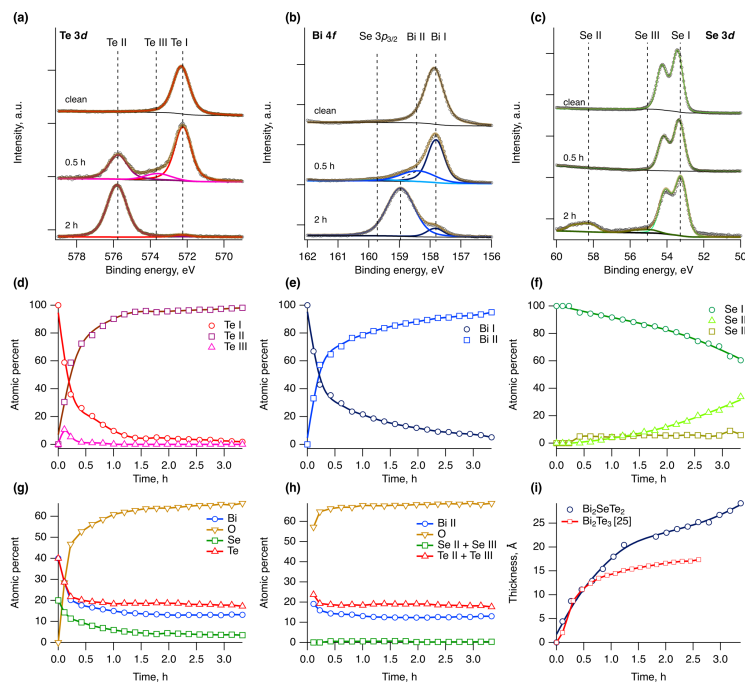 (a)
Te 3d
Te II
Te III
Te I
clean
0.5 h
2 h
Intensity, a.u.
578
576
574
572
570
Binding energy, eV
(b)
Bi 4f
Se 3p3/2
Bi II
Bi I
clean
0.5 h
2 h
Intensity, a.u.
162
161
160
159
158
157
156
Binding energy, eV
(c)
Se II
Se III
Se I
Se 3d
clean
0.5 h
2 h
Intensity, a.u.
60
58
56
54
52
50
Binding energy, eV
(d)
100
80
60
40
20
0
Atomic percent
Te I
Te II
Te III
0.0
0.5
1.0
1.5
2.0
2.5
3.0
Time, h
(e)
100
80
60
40
20
0
Atomic percent
Bi I
Bi II
0.0
0.5
1.0
1.5
2.0
2.5
3.0
Time, h
(f)
100
80
60
40
20
0
Atomic percent
Se I
Se II
Se II
0.0
0.5
1.0
1.5
2.0
2.5
3.0
Time, h
(g)
60
40
20
0
Atomic percent
Bi
O
Se
Te
0.0
0.5
1.0
1.5
2.0
2.5
3.0
Time, h
(h)
60
40
20
0
Atomic percent
Bi II
O
Se II + Se III
Te II + Te III
0.0
0.5
1.0
1.5
2.0
2.5
3.0
Time, h
(i)
25
20
15
10
5
0
Thickness, Å
Bi2SeTe2
Bi2Te3 [25]
0.0
0.5
1.0
1.5
2.0
2.5
3.0
Time, h